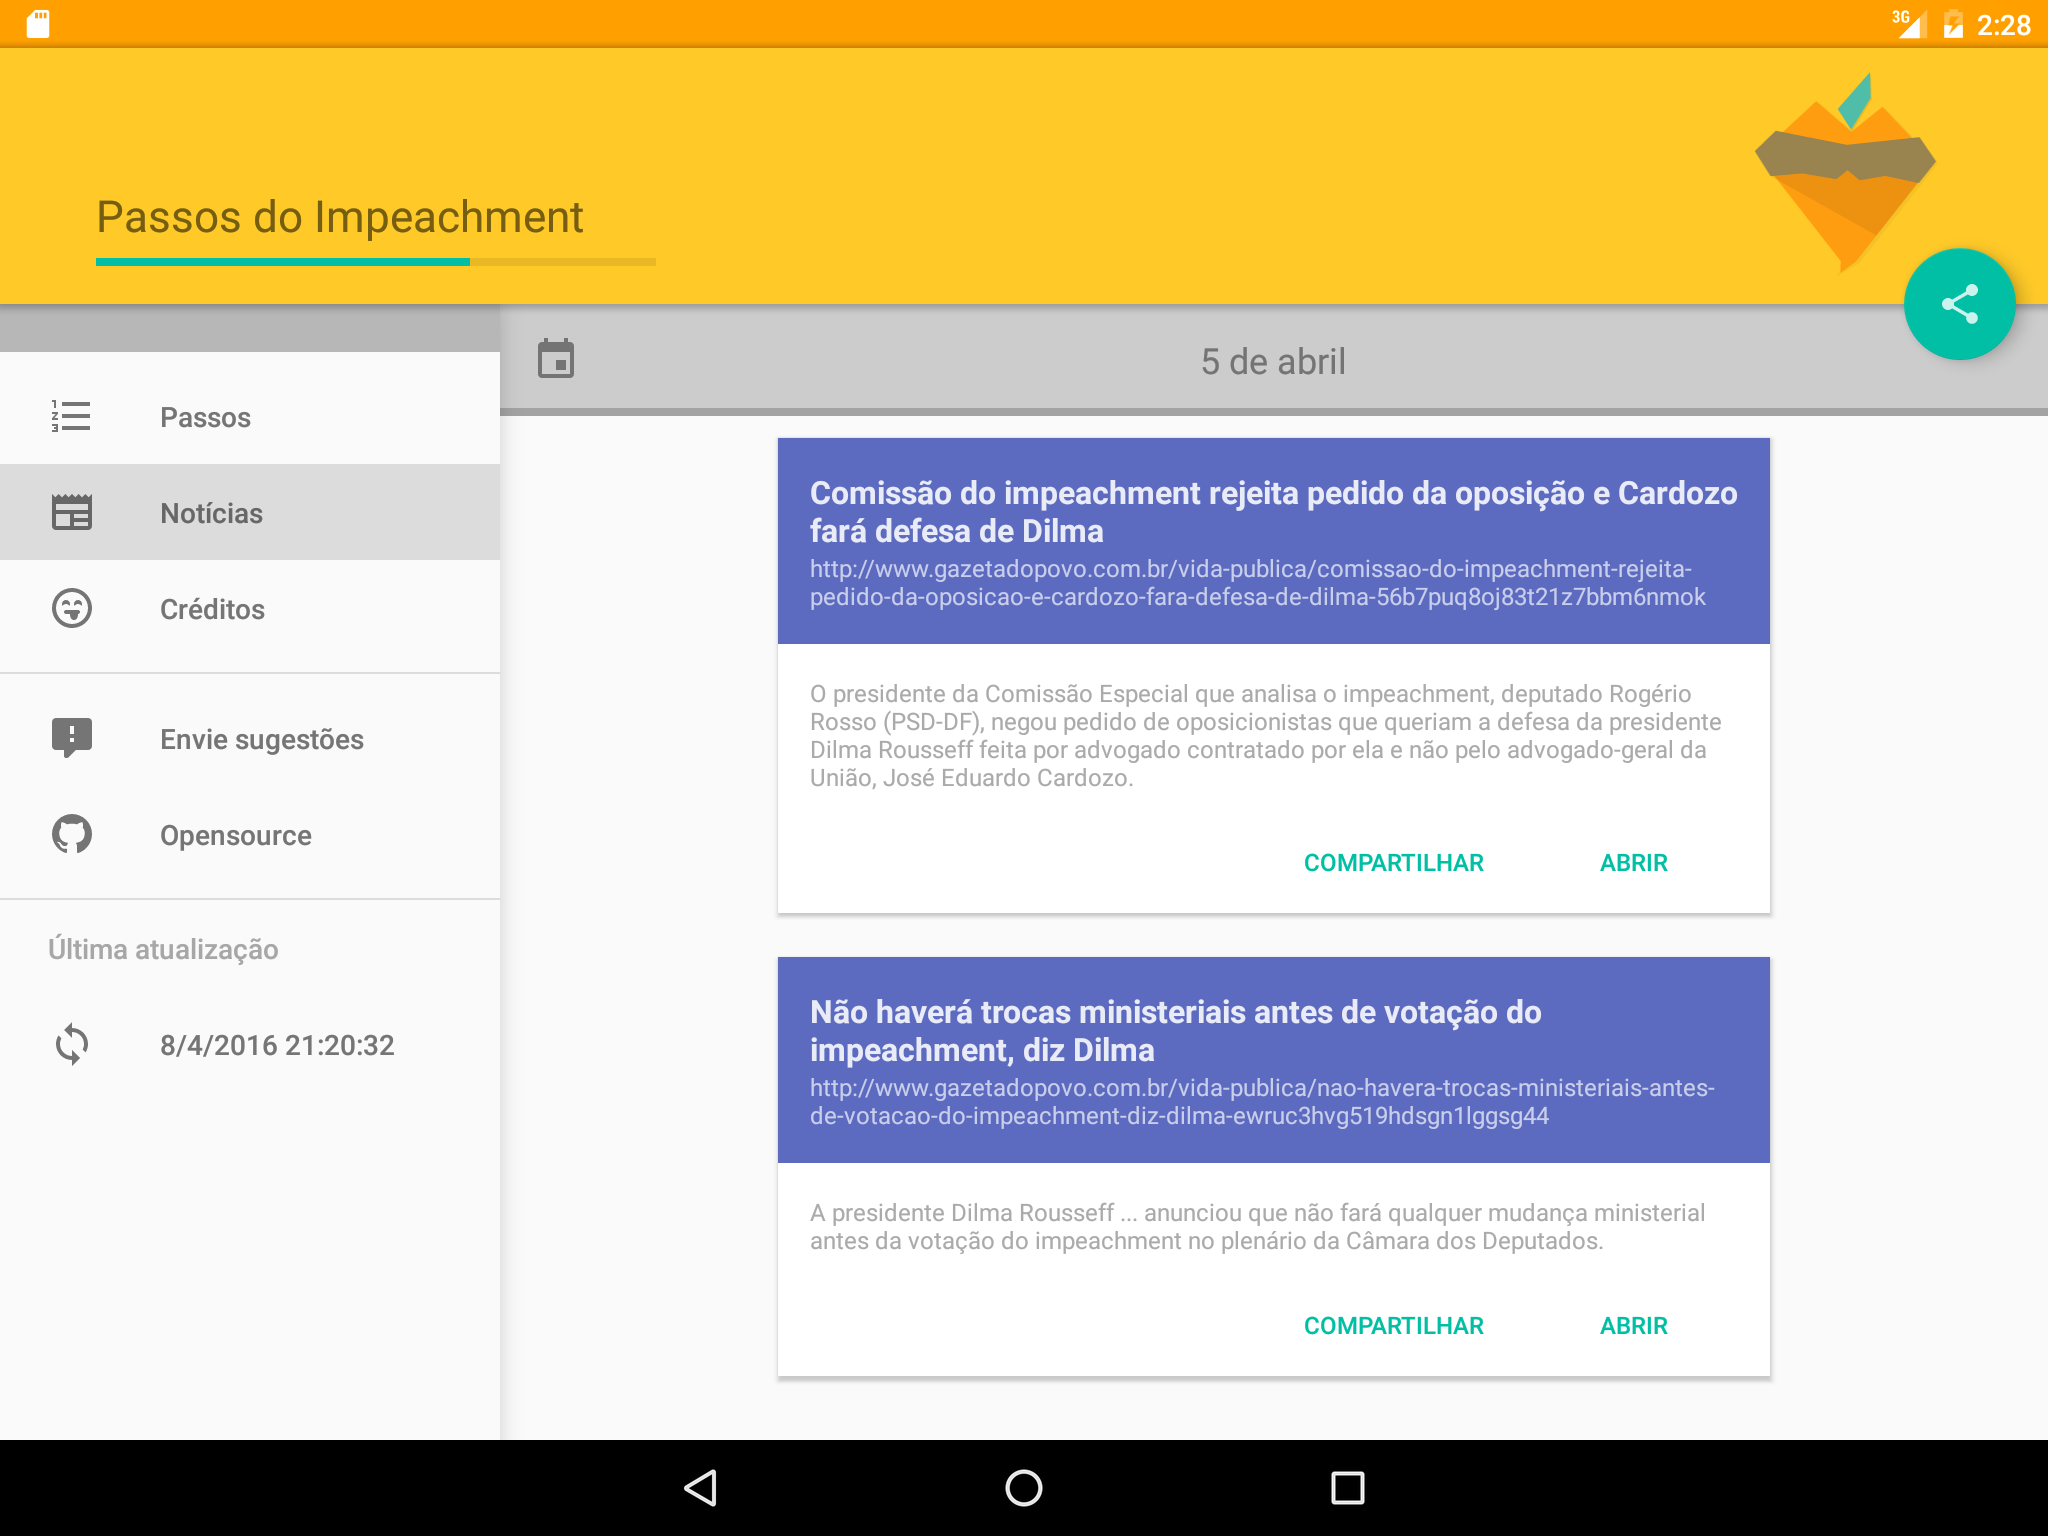 3G 2:28
Passos do Impeachment
5 de abril
Passos
Notícias
Créditos
Envie sugestões
Opensource
Última atualização
8/4/2016 21:20:32
Comissão do impeachment rejeita pedido da oposição e Cardozo
fará defesa de Dilma
http://www.gazetadopovo.com.br/vida-publica/comissao-do-impeachment-rejeita-
pedido-da-oposicao-e-cardozo-fara-defesa-de-dilma-56b7puq8oj83t21z7bbm6nmok
O presidente da Comissão Especial que analisa o impeachment, deputado Rogério
Rosso (PSD-DF), negou pedido de oposicionistas que queriam a defesa da presidente
Dilma Rousseff feita por advogado contratado por ela e não pelo advogado-geral da
União, José Eduardo Cardozo.
COMPARTILHAR ABRIR
Não haverá trocas ministeriais antes de votação do
impeachment, diz Dilma
http://www.gazetadopovo.com.br/vida-publica/nao-havera-trocas-ministeriais-antes-
de-votacao-do-impeachment-diz-dilma-ewruc3hvg519hdsgn1lggsg44
A presidente Dilma Rousseff ... anunciou que não fará qualquer mudança ministerial
antes da votação do impeachment no plenário da Câmara dos Deputados.
COMPARTILHAR ABRIR